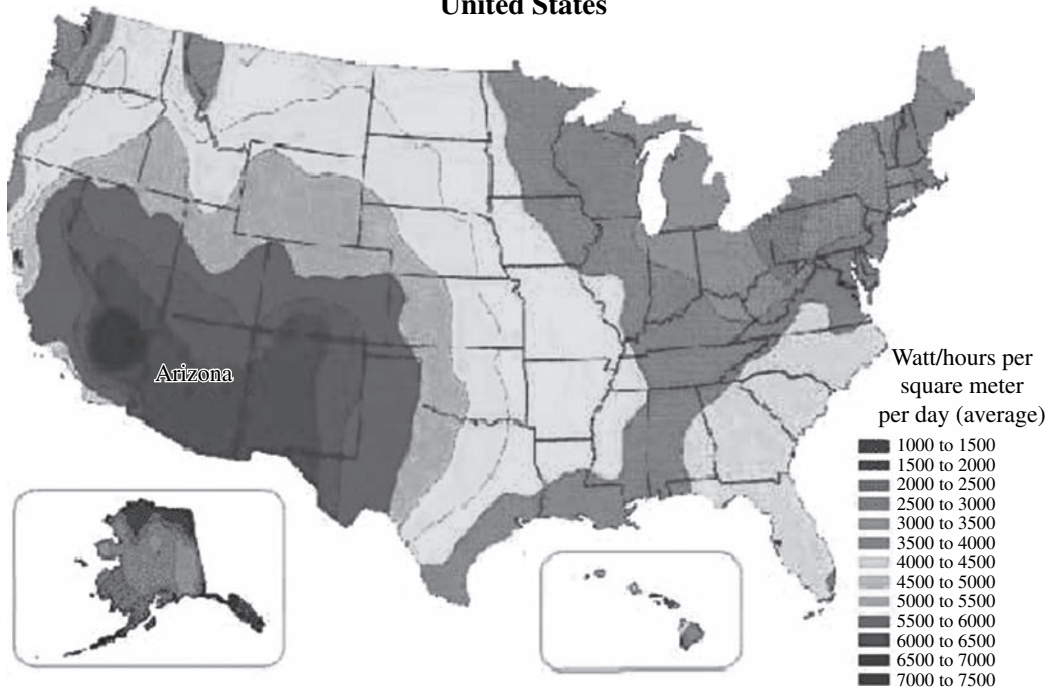 United States
Arizona
Watt/hours per
square meter
per day (average)
1000 to 1500
1500 to 2000
2000 to 2500
2500 to 3000
3000 to 3500
3500 to 4000
4000 to 4500
4500 to 5000
5000 to 5500
5500 to 6000
6000 to 6500
6500 to 7000
7000 to 7500